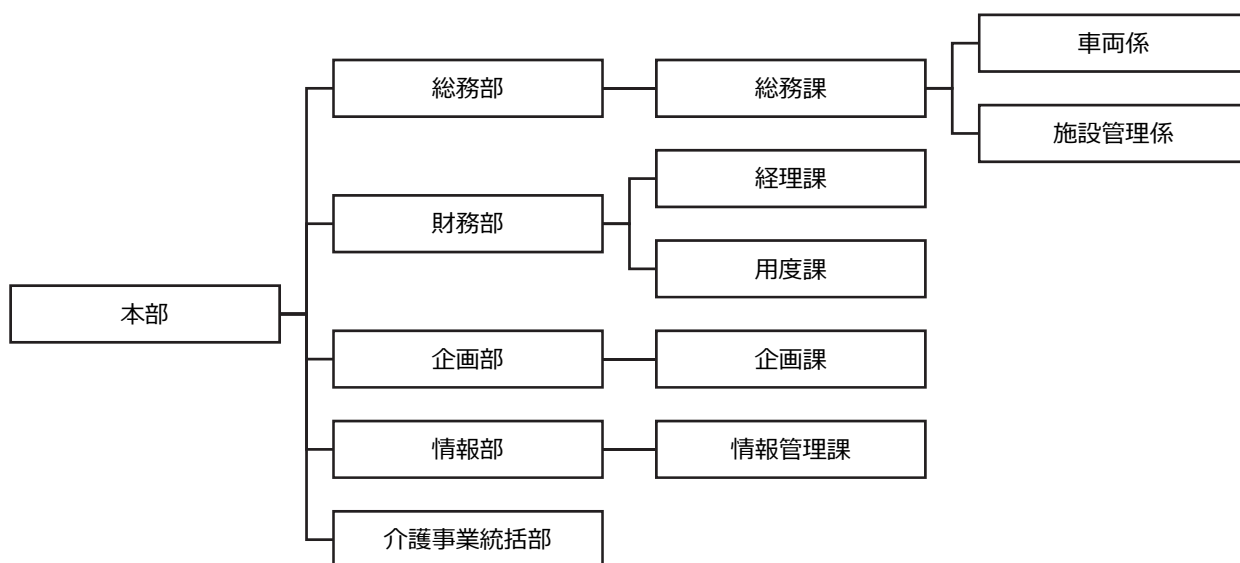 本部
総務部
総務課
車両係
施設管理係
財務部
経理課
用度課
企画部
企画課
情報部
情報管理課
介護事業統括部